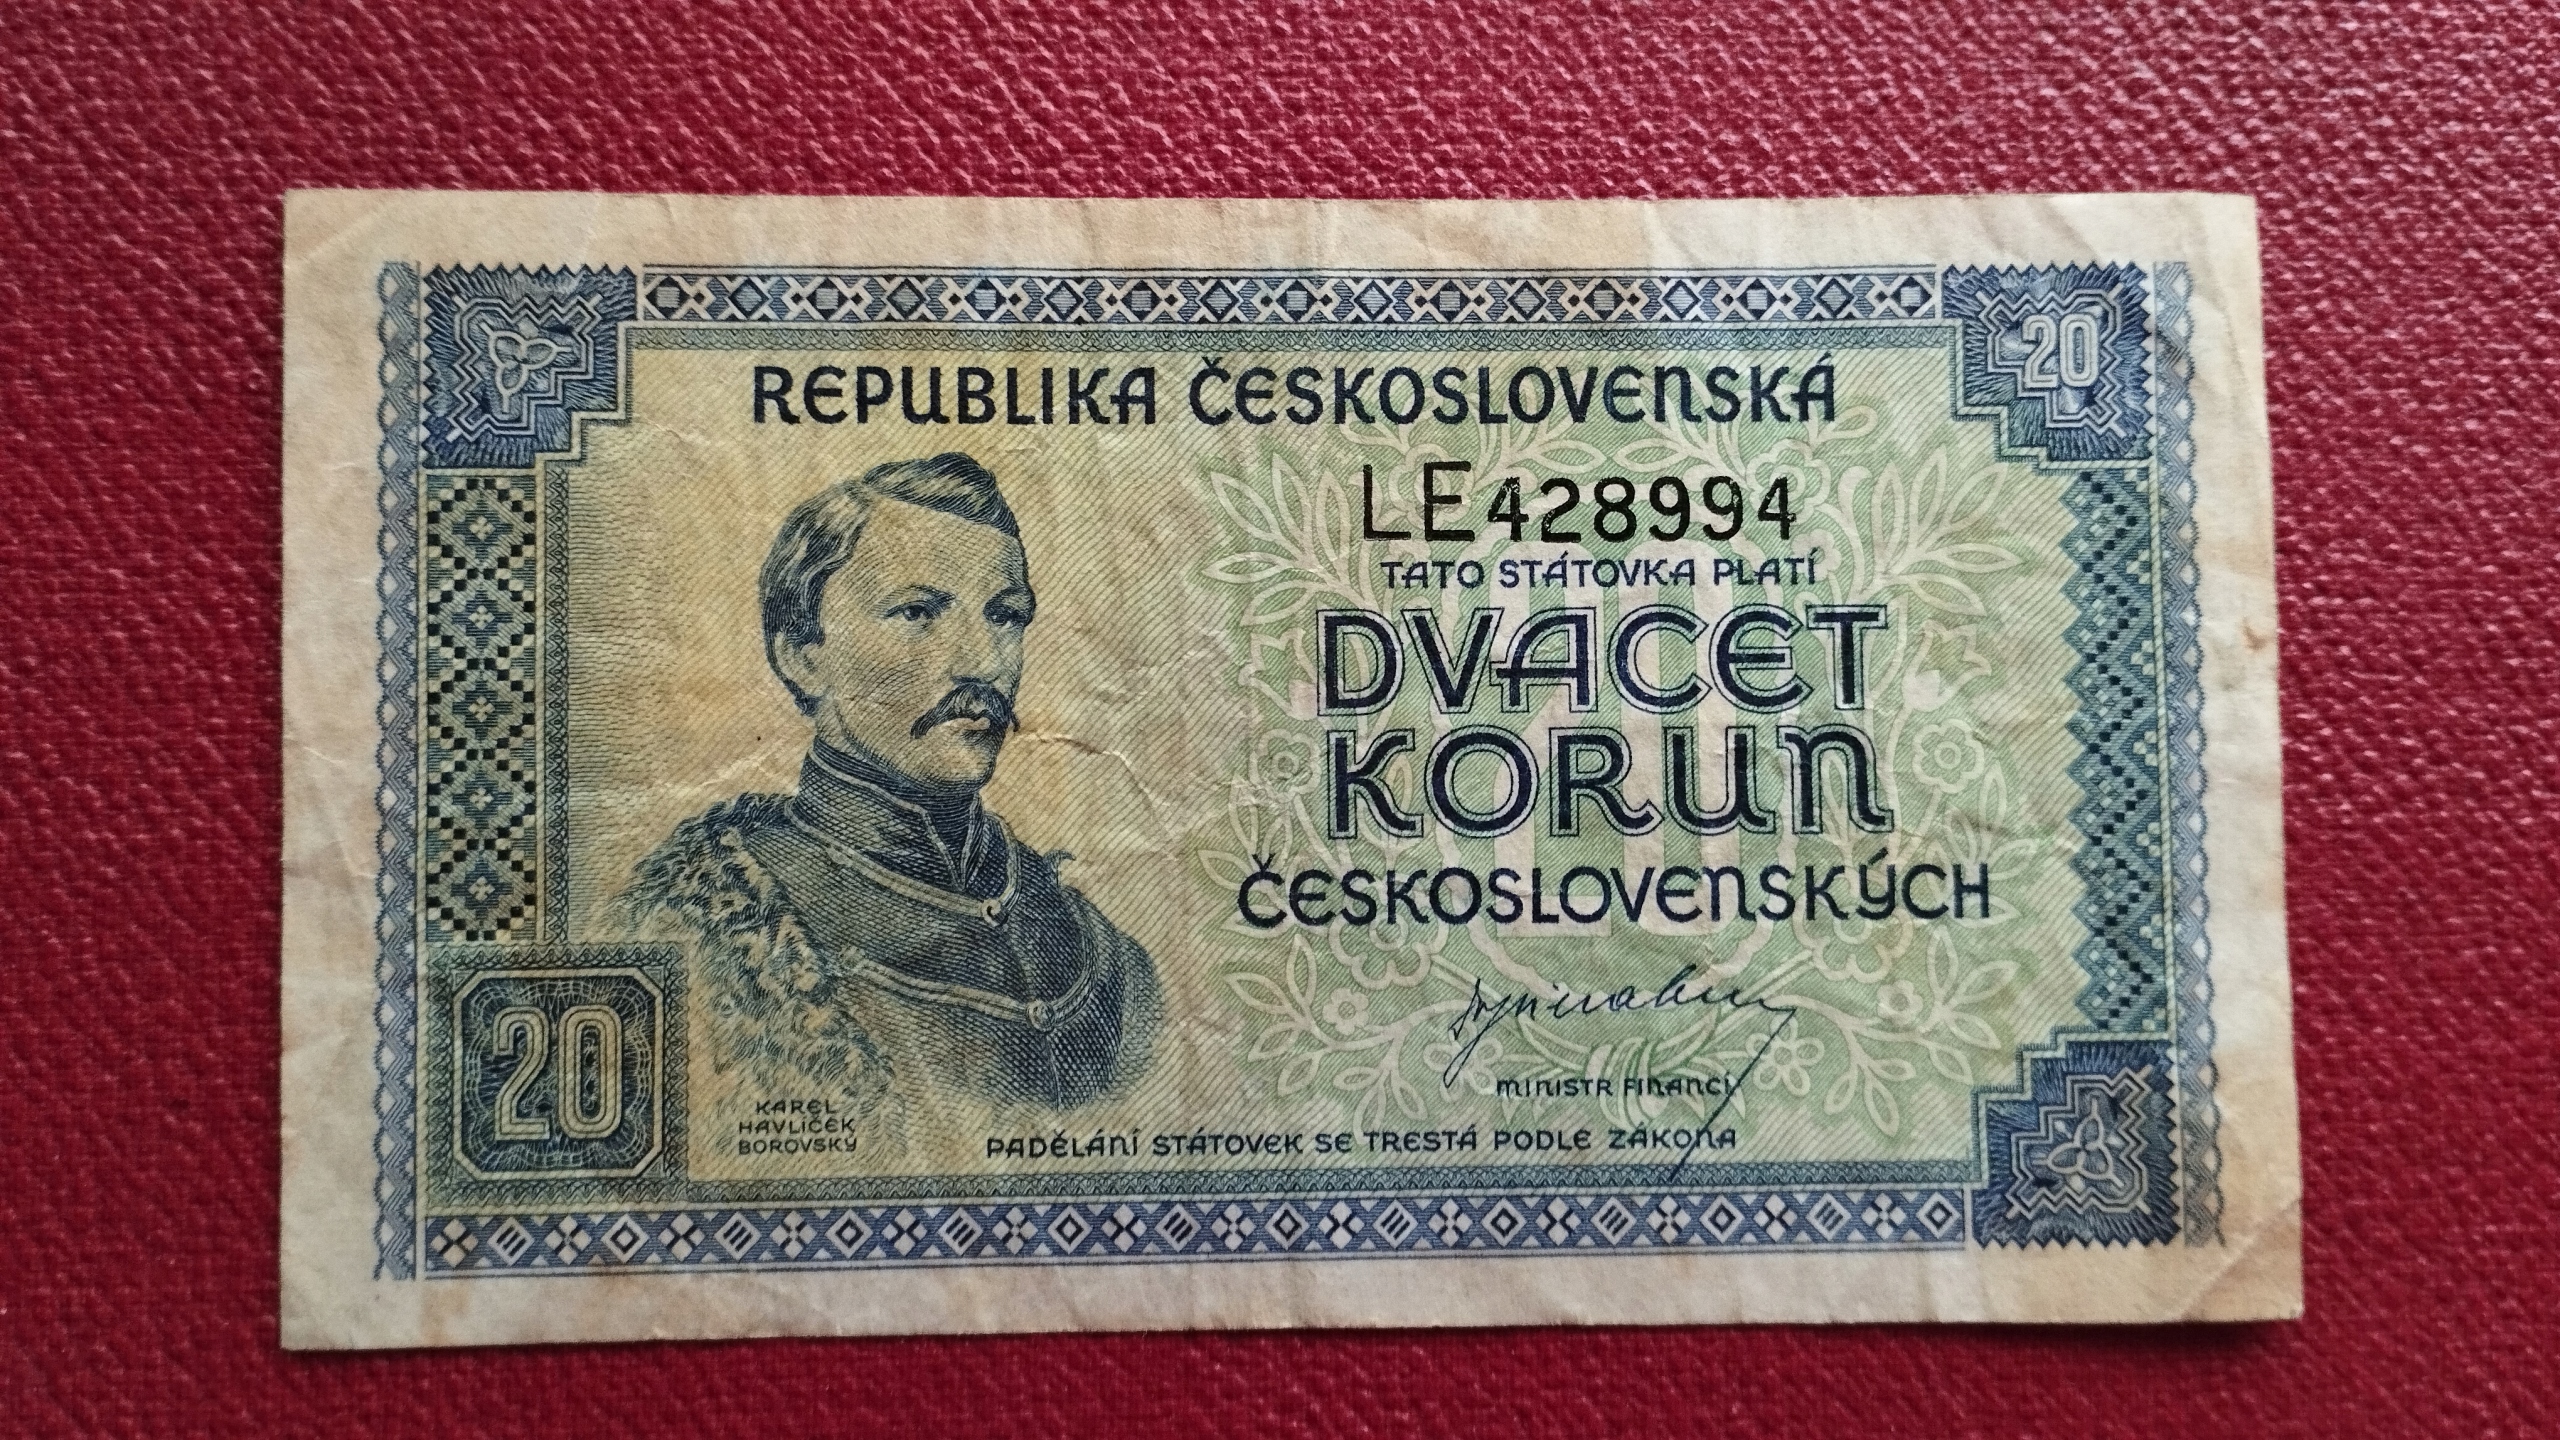 20
REPUBLIKA ČESKOSLOVENSKÁ
LE428994
TATO STÁTOVKA PLATÍ
DVACET
KORUN
ČESKOSLOVENSKÝCH
MINISTR FINANCÍ
20
KAREL
HAVLÍČEK
BOROVSKÝ
PADĚLÁNÍ STÁTOVEK SE TRESTÁ PODLE ZÁKONA